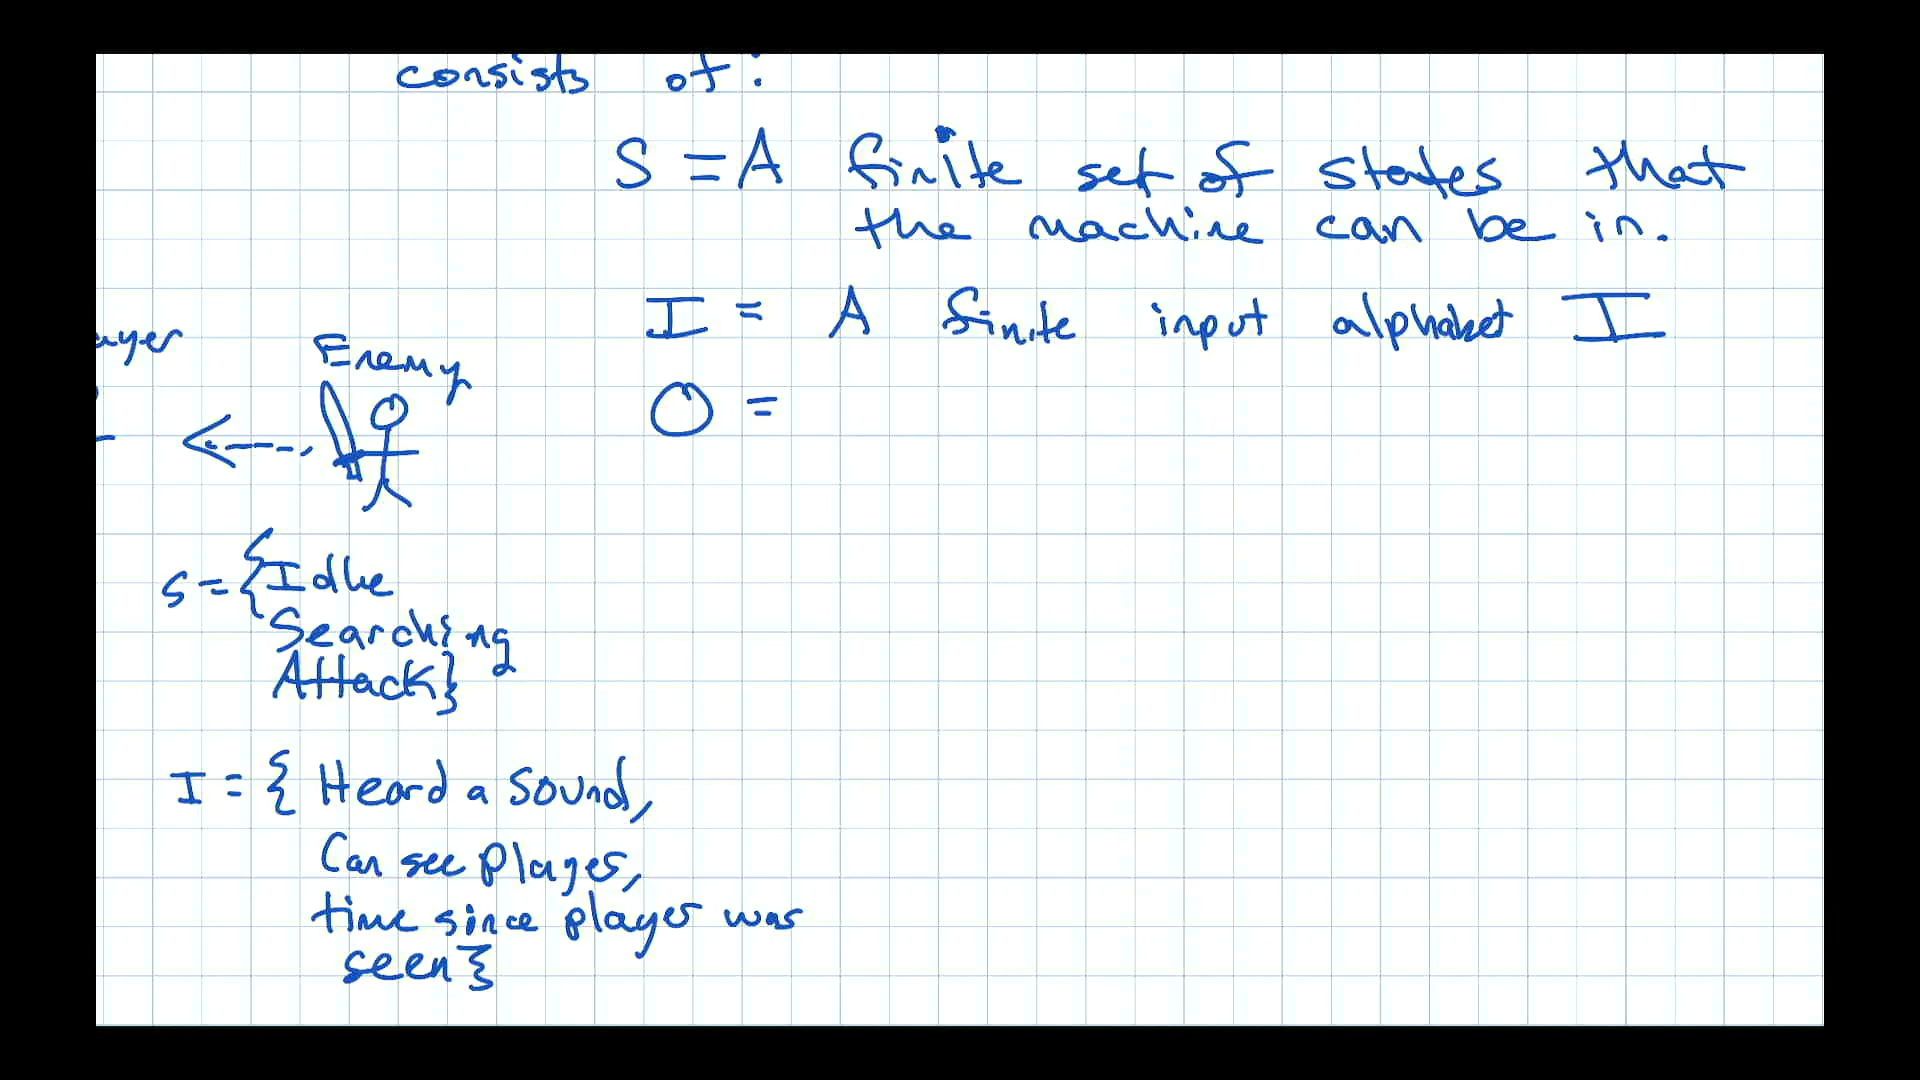 consists of:
S = A finite set of states that
the machine can be in.
I = A finite input alphabet I
O =
ayer
Enemy
S = {Idle
Searching
Attack}
I = { Heard a sound,
Can see player,
time since player was
seen}